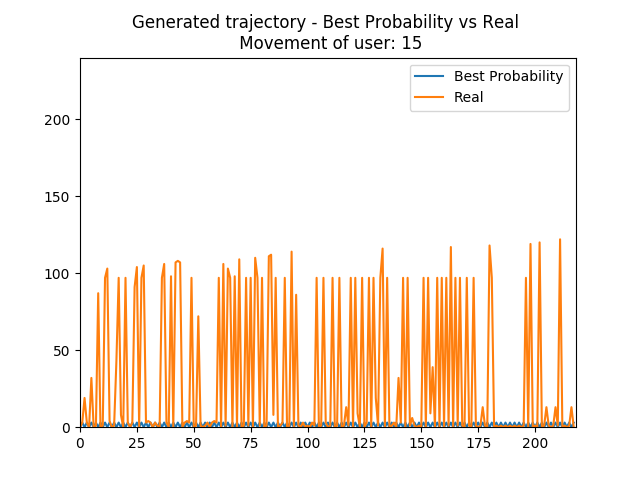 Generated trajectory - Best Probability vs Real
Movement of user: 15
Best Probability
Real
200
150
100
50
0
0 25 50 75 100 125 150 175 200